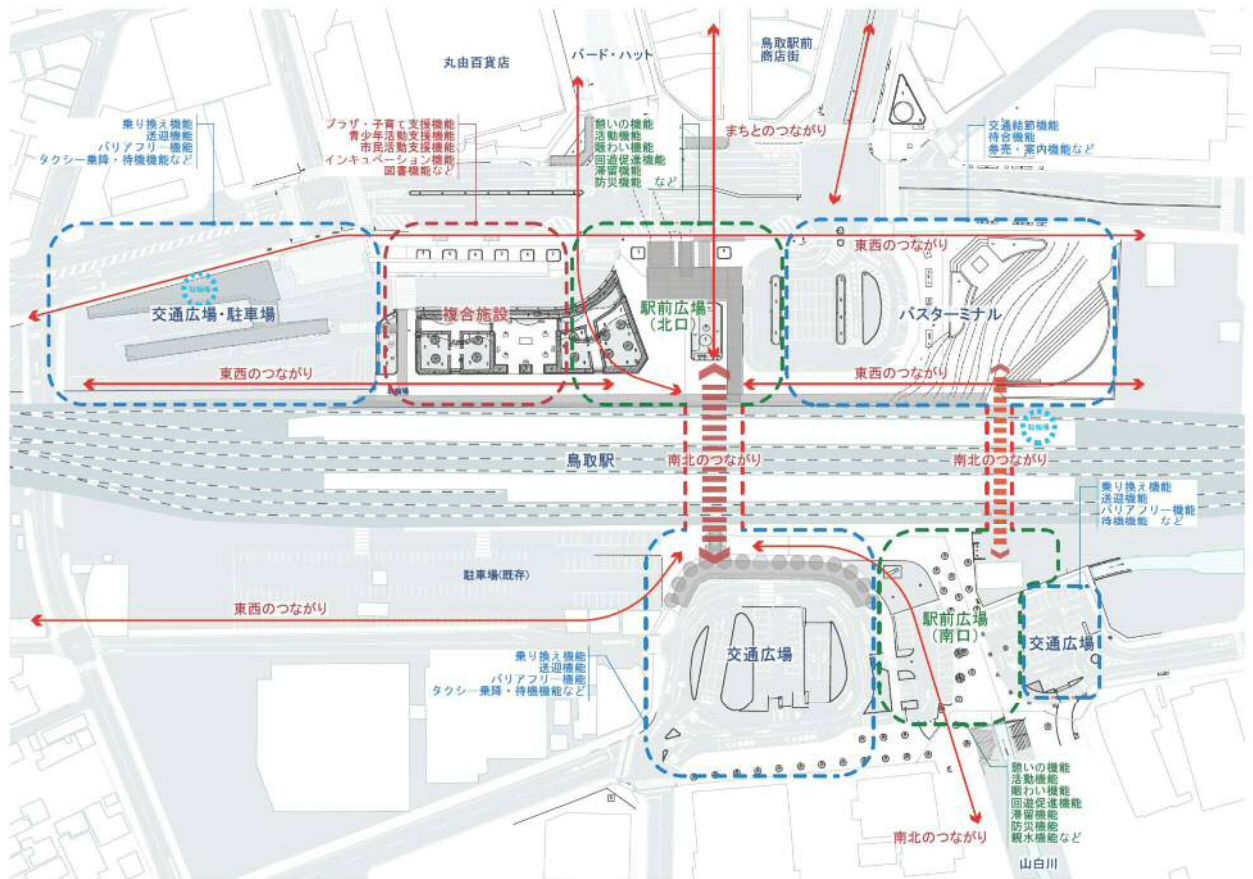 丸由百貨店
バード・ハット
鳥取駅前
商店街
乗り換え機能
送迎機能
バリアフリー機能
タクシー乗降・待機機能など
プラザ・子育て支援機能
青少年活動支援機能
市民活動支援機能
インキュベーション機能
図書機能など
憩いの機能
活動機能
賑わい機能
回遊促進機能
滞留機能
防災機能 など
まちとのつながり
交通結節機能
待合機能
券売・案内機能など
東西のつながり
駐輪場
交通広場・駐車場
複合施設
駅前広場
(北口)
バスターミナル
東西のつながり
東西のつながり
駐輪場
駐輪場
鳥取駅
南北のつながり
南北のつながり
乗り換え機能
送迎機能
バリアフリー機能
待機機能 など
駐車場(既存)
東西のつながり
駅前広場
(南口)
交通広場
交通広場
乗り換え機能
送迎機能
バリアフリー機能
タクシー乗降・待機機能など
憩いの機能
活動機能
賑わい機能
回遊促進機能
滞留機能
防災機能
親水機能など
南北のつながり
山白川